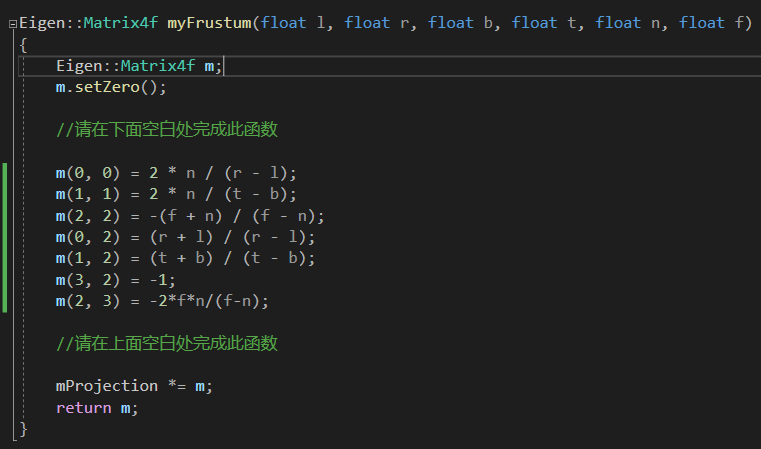 Eigen::Matrix4f myFrustum(float l, float r, float b, float t, float n, float f)
{
Eigen::Matrix4f m;
m.setZero();
//请在下面空白处完成此函数
m(0, 0) = 2 * n / (r - l);
m(1, 1) = 2 * n / (t - b);
m(2, 2) = -(f + n) / (f - n);
m(0, 2) = (r + l) / (r - l);
m(1, 2) = (t + b) / (t - b);
m(3, 2) = -1;
m(2, 3) = -2*f*n/(f-n);
//请在上面空白处完成此函数
mProjection *= m;
return m;
}